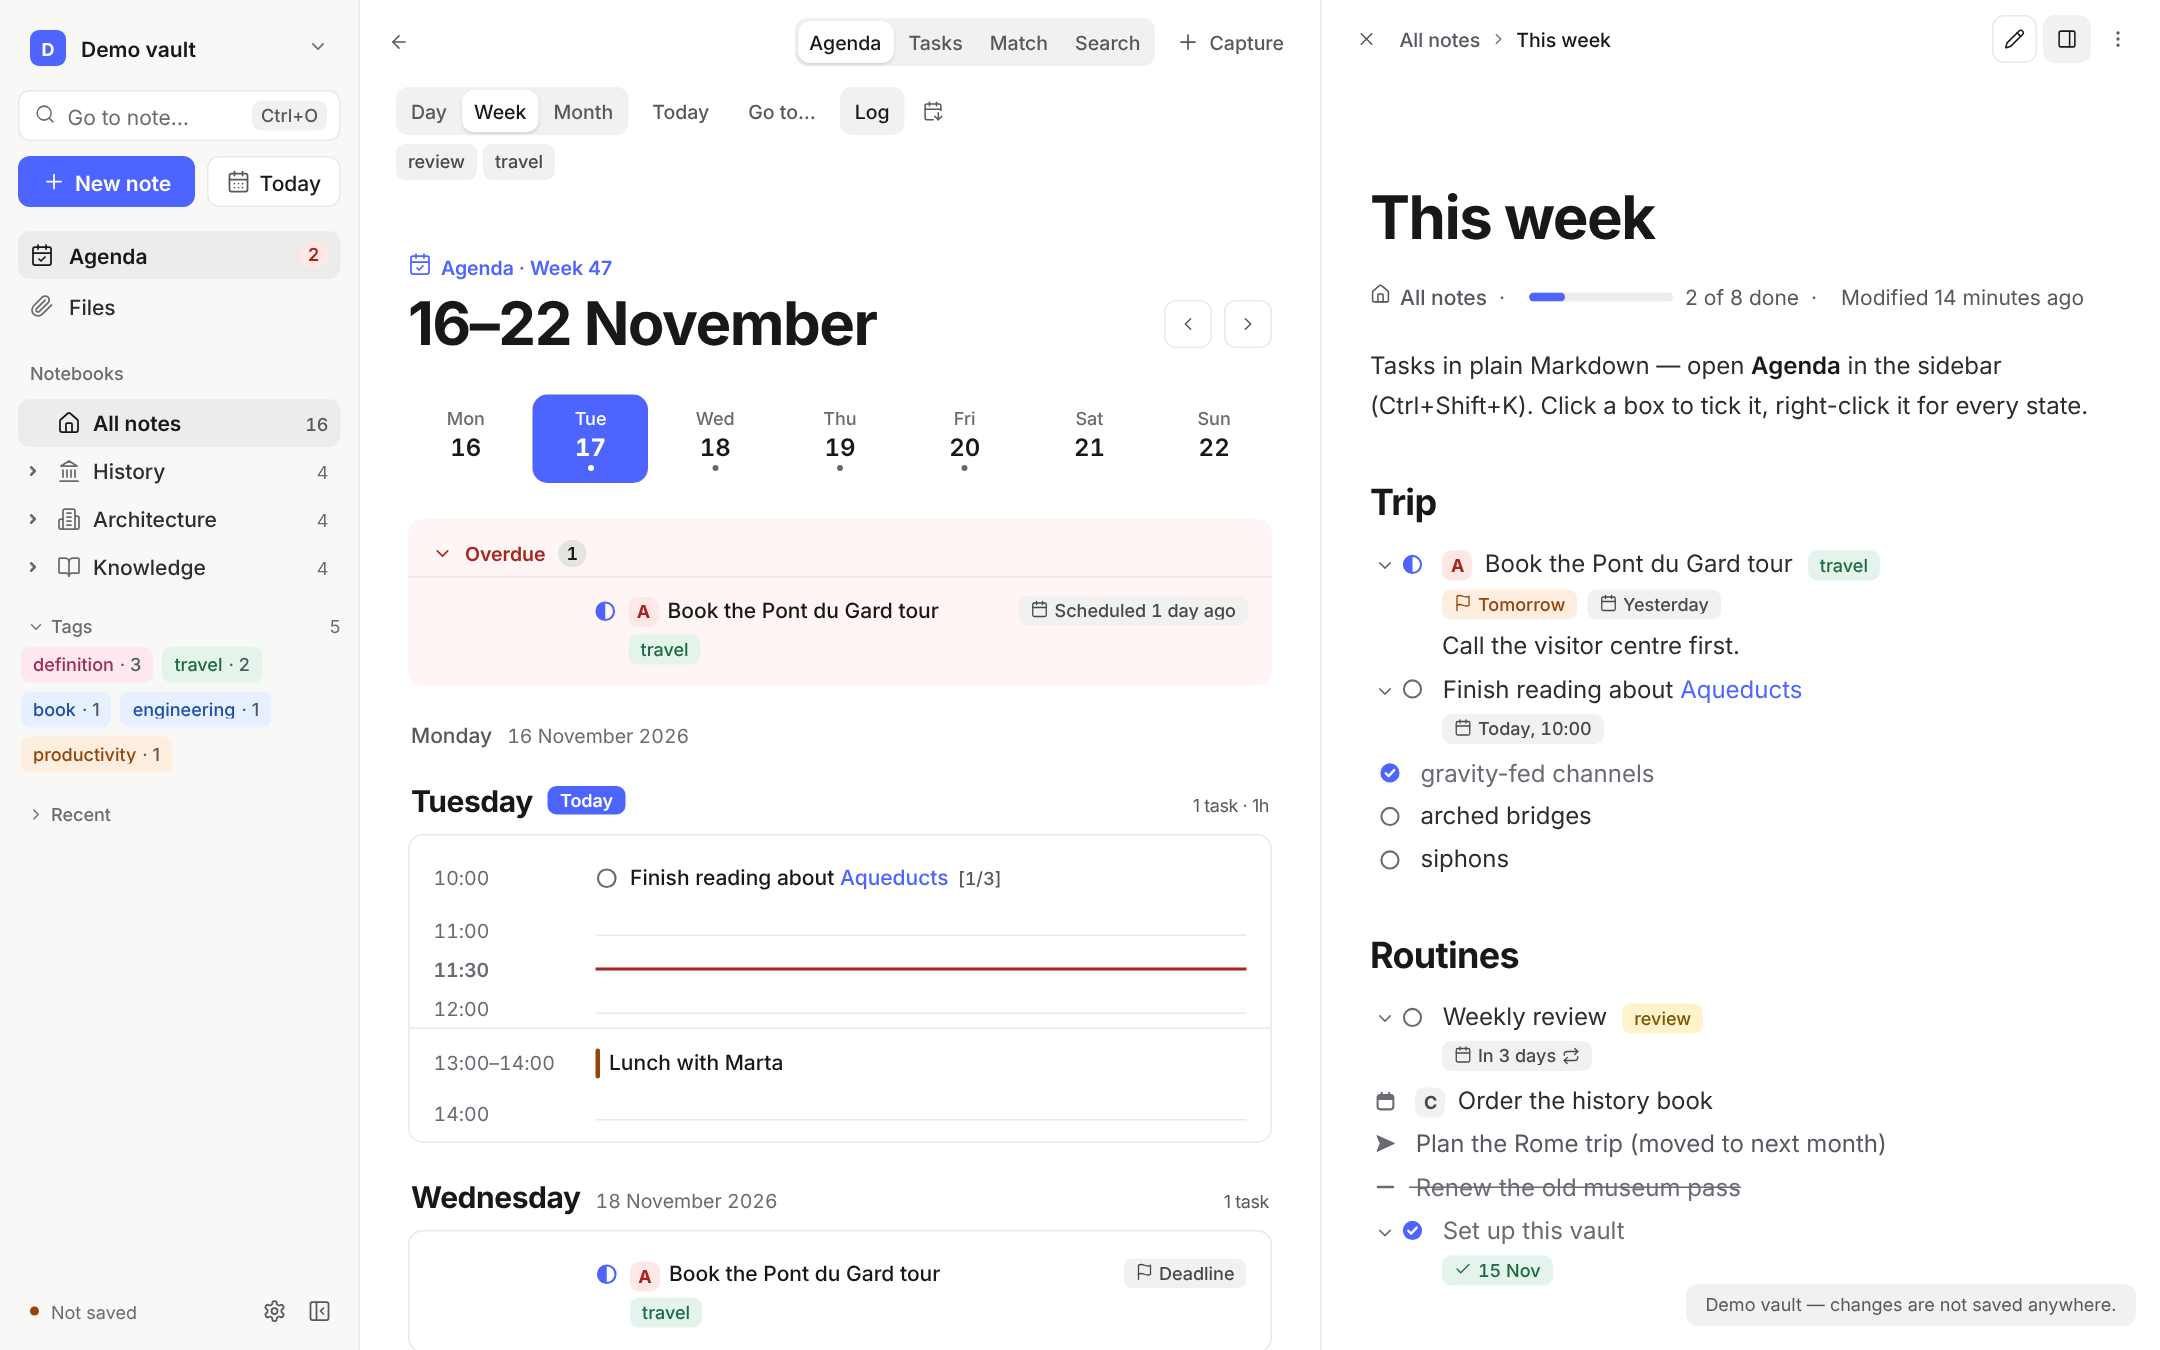 D Demo vault
Go to note... Ctrl+O
New note
Today
Agenda 2
Files
Notebooks
All notes 16
History 4
Architecture 4
Knowledge 4
Tags 5
definition · 3
travel · 2
book · 1
engineering · 1
productivity · 1
Recent
Not saved
Agenda Tasks Match Search
Capture
Day Week Month Today Go to... Log
review travel
Agenda · Week 47
16–22 November
Mon 16
Tue 17
Wed 18
Thu 19
Fri 20
Sat 21
Sun 22
Overdue 1
A Book the Pont du Gard tour Scheduled 1 day ago
travel
Monday 16 November 2026
Tuesday Today 1 task · 1h
10:00 Finish reading about Aqueducts [1/3]
11:00
11:30
12:00
13:00–14:00 Lunch with Marta
14:00
Wednesday 18 November 2026 1 task
A Book the Pont du Gard tour Deadline
travel
All notes This week
This week
All notes · 2 of 8 done · Modified 14 minutes ago
Tasks in plain Markdown — open Agenda in the sidebar
(Ctrl+Shift+K). Click a box to tick it, right-click it for every state.
Trip
A Book the Pont du Gard tour travel
Tomorrow Yesterday
Call the visitor centre first.
Finish reading about Aqueducts
Today, 10:00
gravity-fed channels
arched bridges
siphons
Routines
Weekly review review
In 3 days
C Order the history book
Plan the Rome trip (moved to next month)
Renew the old museum pass
Set up this vault
15 Nov
Demo vault — changes are not saved anywhere.